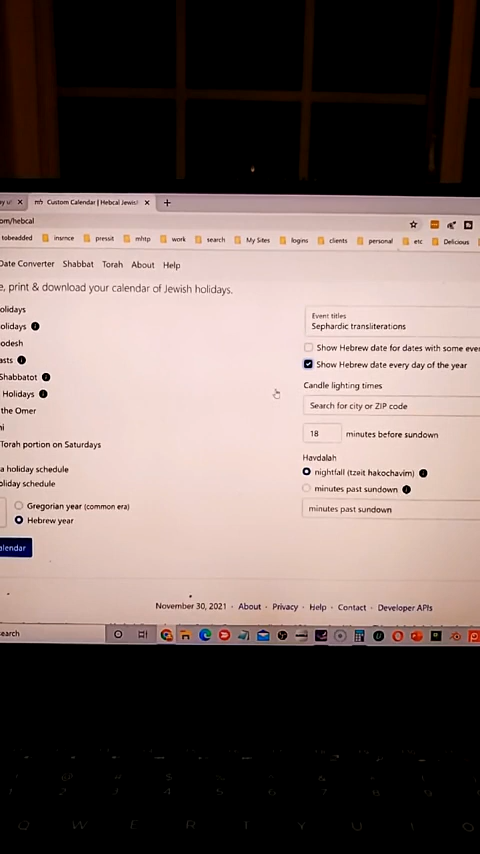 Custom Calendar | Hebcal Jewis
om/hebcal
tobeadded insrnce pressit mhtp work search My Sites logins clients personal etc Delicious
Date Converter Shabbat Torah About Help
e, print & download your calendar of Jewish holidays.
olidays
olidays
odesh
asts
Shabbatot
Holidays
the Omer
Torah portion on Saturdays
a holiday schedule
oliday schedule
Gregorian year (common era)
Hebrew year
alendar
Event titles
Sephardic transliterations
Show Hebrew date for dates with some eve
Show Hebrew date every day of the year
Candle lighting times
Search for city or ZIP code
18 minutes before sundown
Havdalah
nightfall (tzeit hakochavim)
minutes past sundown
minutes past sundown
November 30, 2021 · About · Privacy · Help · Contact · Developer APIs
earch
Q W E R T Y U I O